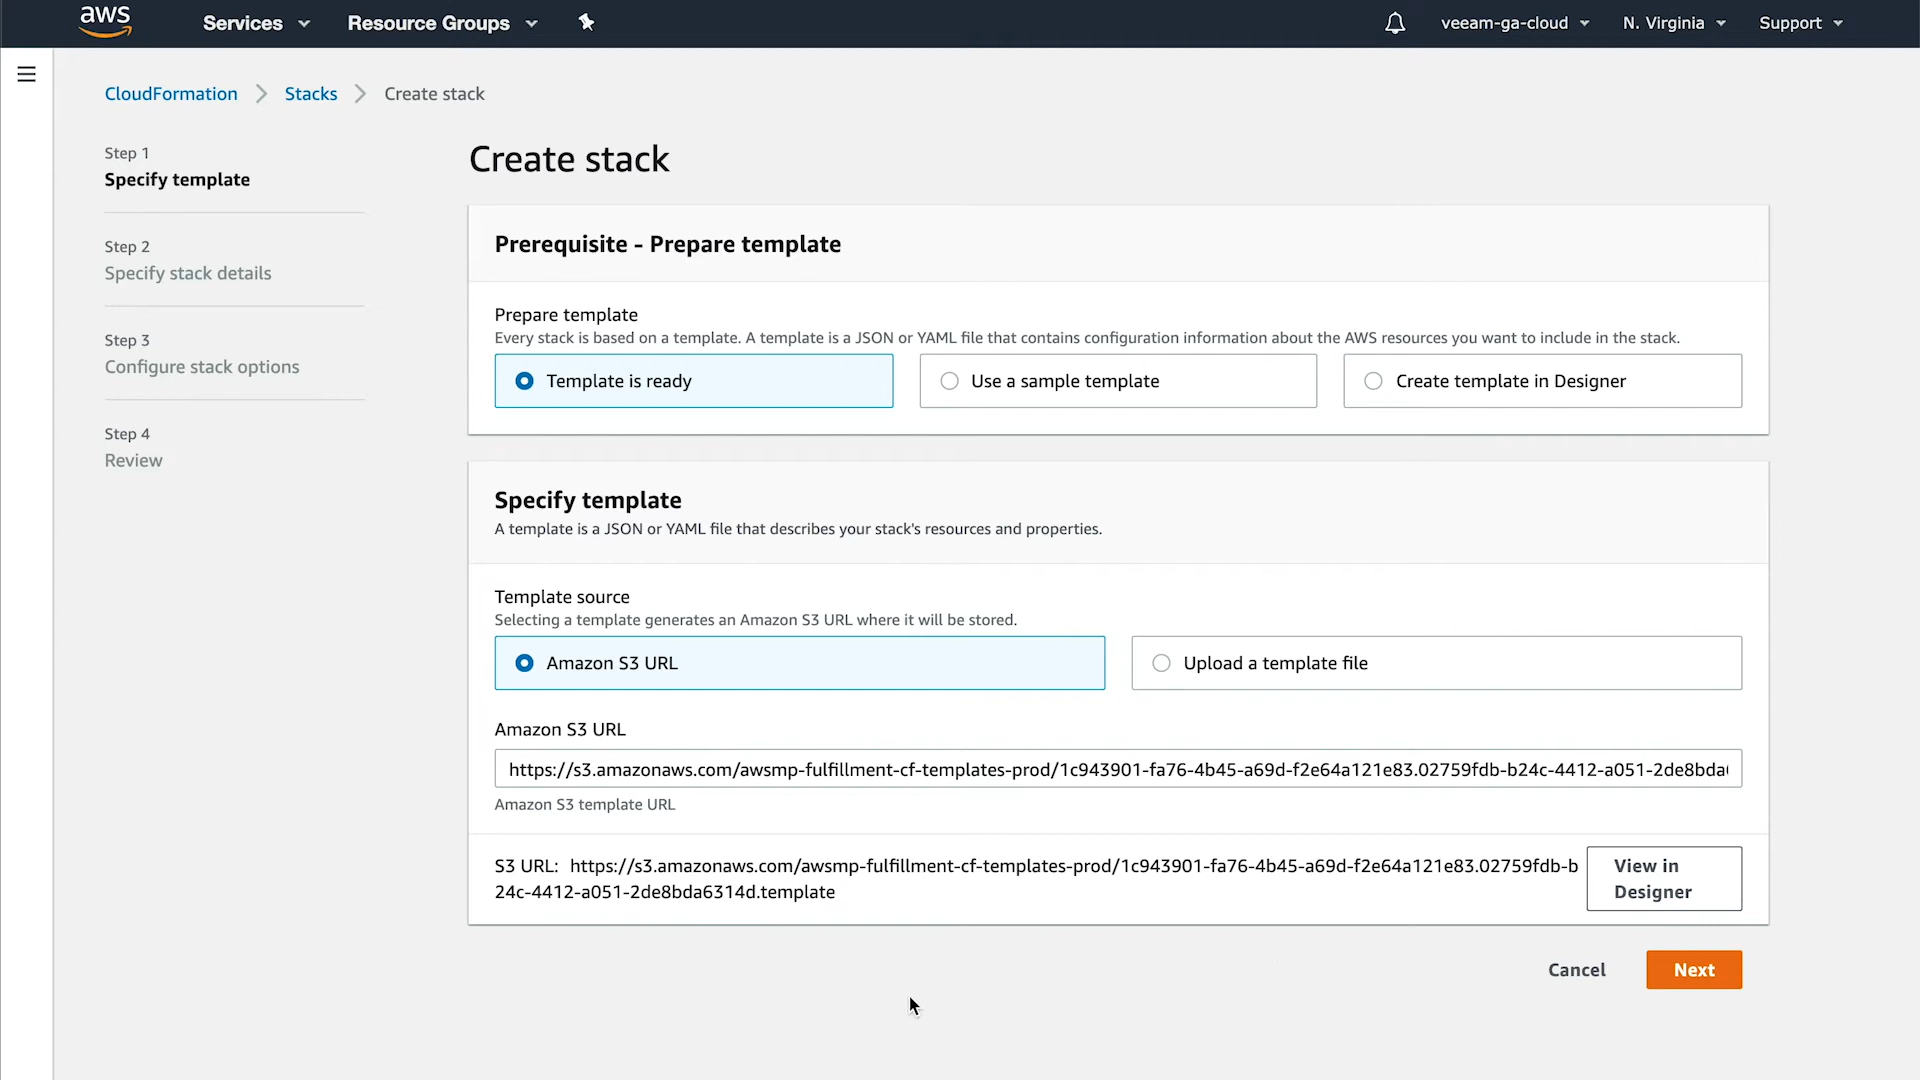 aws
Services
Resource Groups
veeam-ga-cloud
N. Virginia
Support
CloudFormation
Stacks
Create stack
Step 1
Specify template
Step 2
Specify stack details
Step 3
Configure stack options
Step 4
Review
Create stack
Prerequisite - Prepare template
Prepare template
Every stack is based on a template. A template is a JSON or YAML file that contains configuration information about the AWS resources you want to include in the stack.
Template is ready
Use a sample template
Create template in Designer
Specify template
A template is a JSON or YAML file that describes your stack's resources and properties.
Template source
Selecting a template generates an Amazon S3 URL where it will be stored.
Amazon S3 URL
Upload a template file
Amazon S3 URL
https://s3.amazonaws.com/awsmp-fulfillment-cf-templates-prod/1c943901-fa76-4b45-a69d-f2e64a121e83.02759fdb-b24c-4412-a051-2de8bda
Amazon S3 template URL
S3 URL: https://s3.amazonaws.com/awsmp-fulfillment-cf-templates-prod/1c943901-fa76-4b45-a69d-f2e64a121e83.02759fdb-b
24c-4412-a051-2de8bda6314d.template
View in
Designer
Cancel
Next